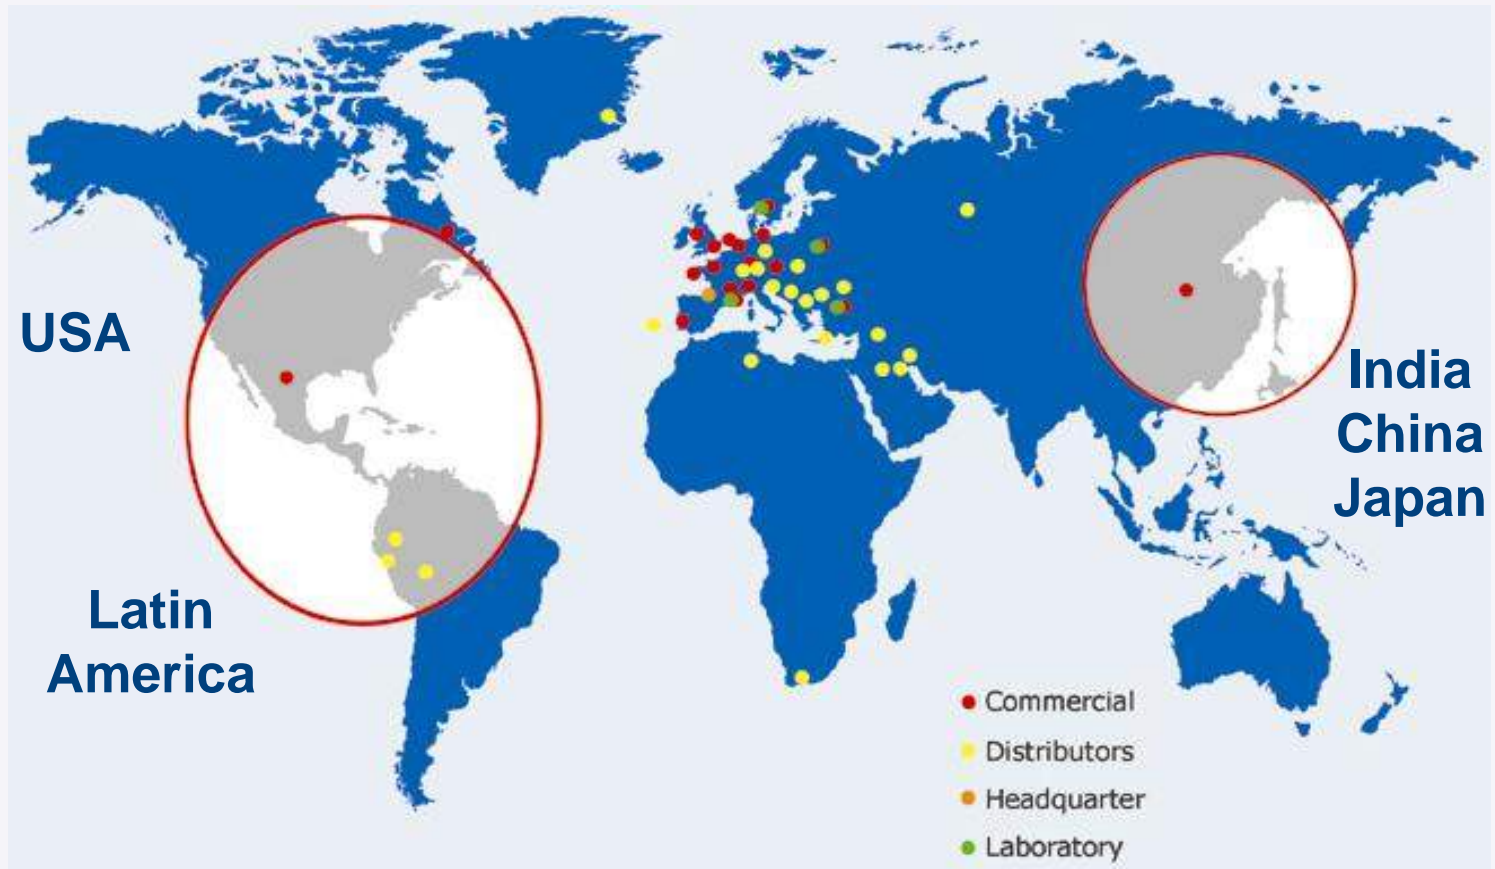 USA
Latin
America
India
China
Japan
Commercial
Distributors
Headquarter
Laboratory